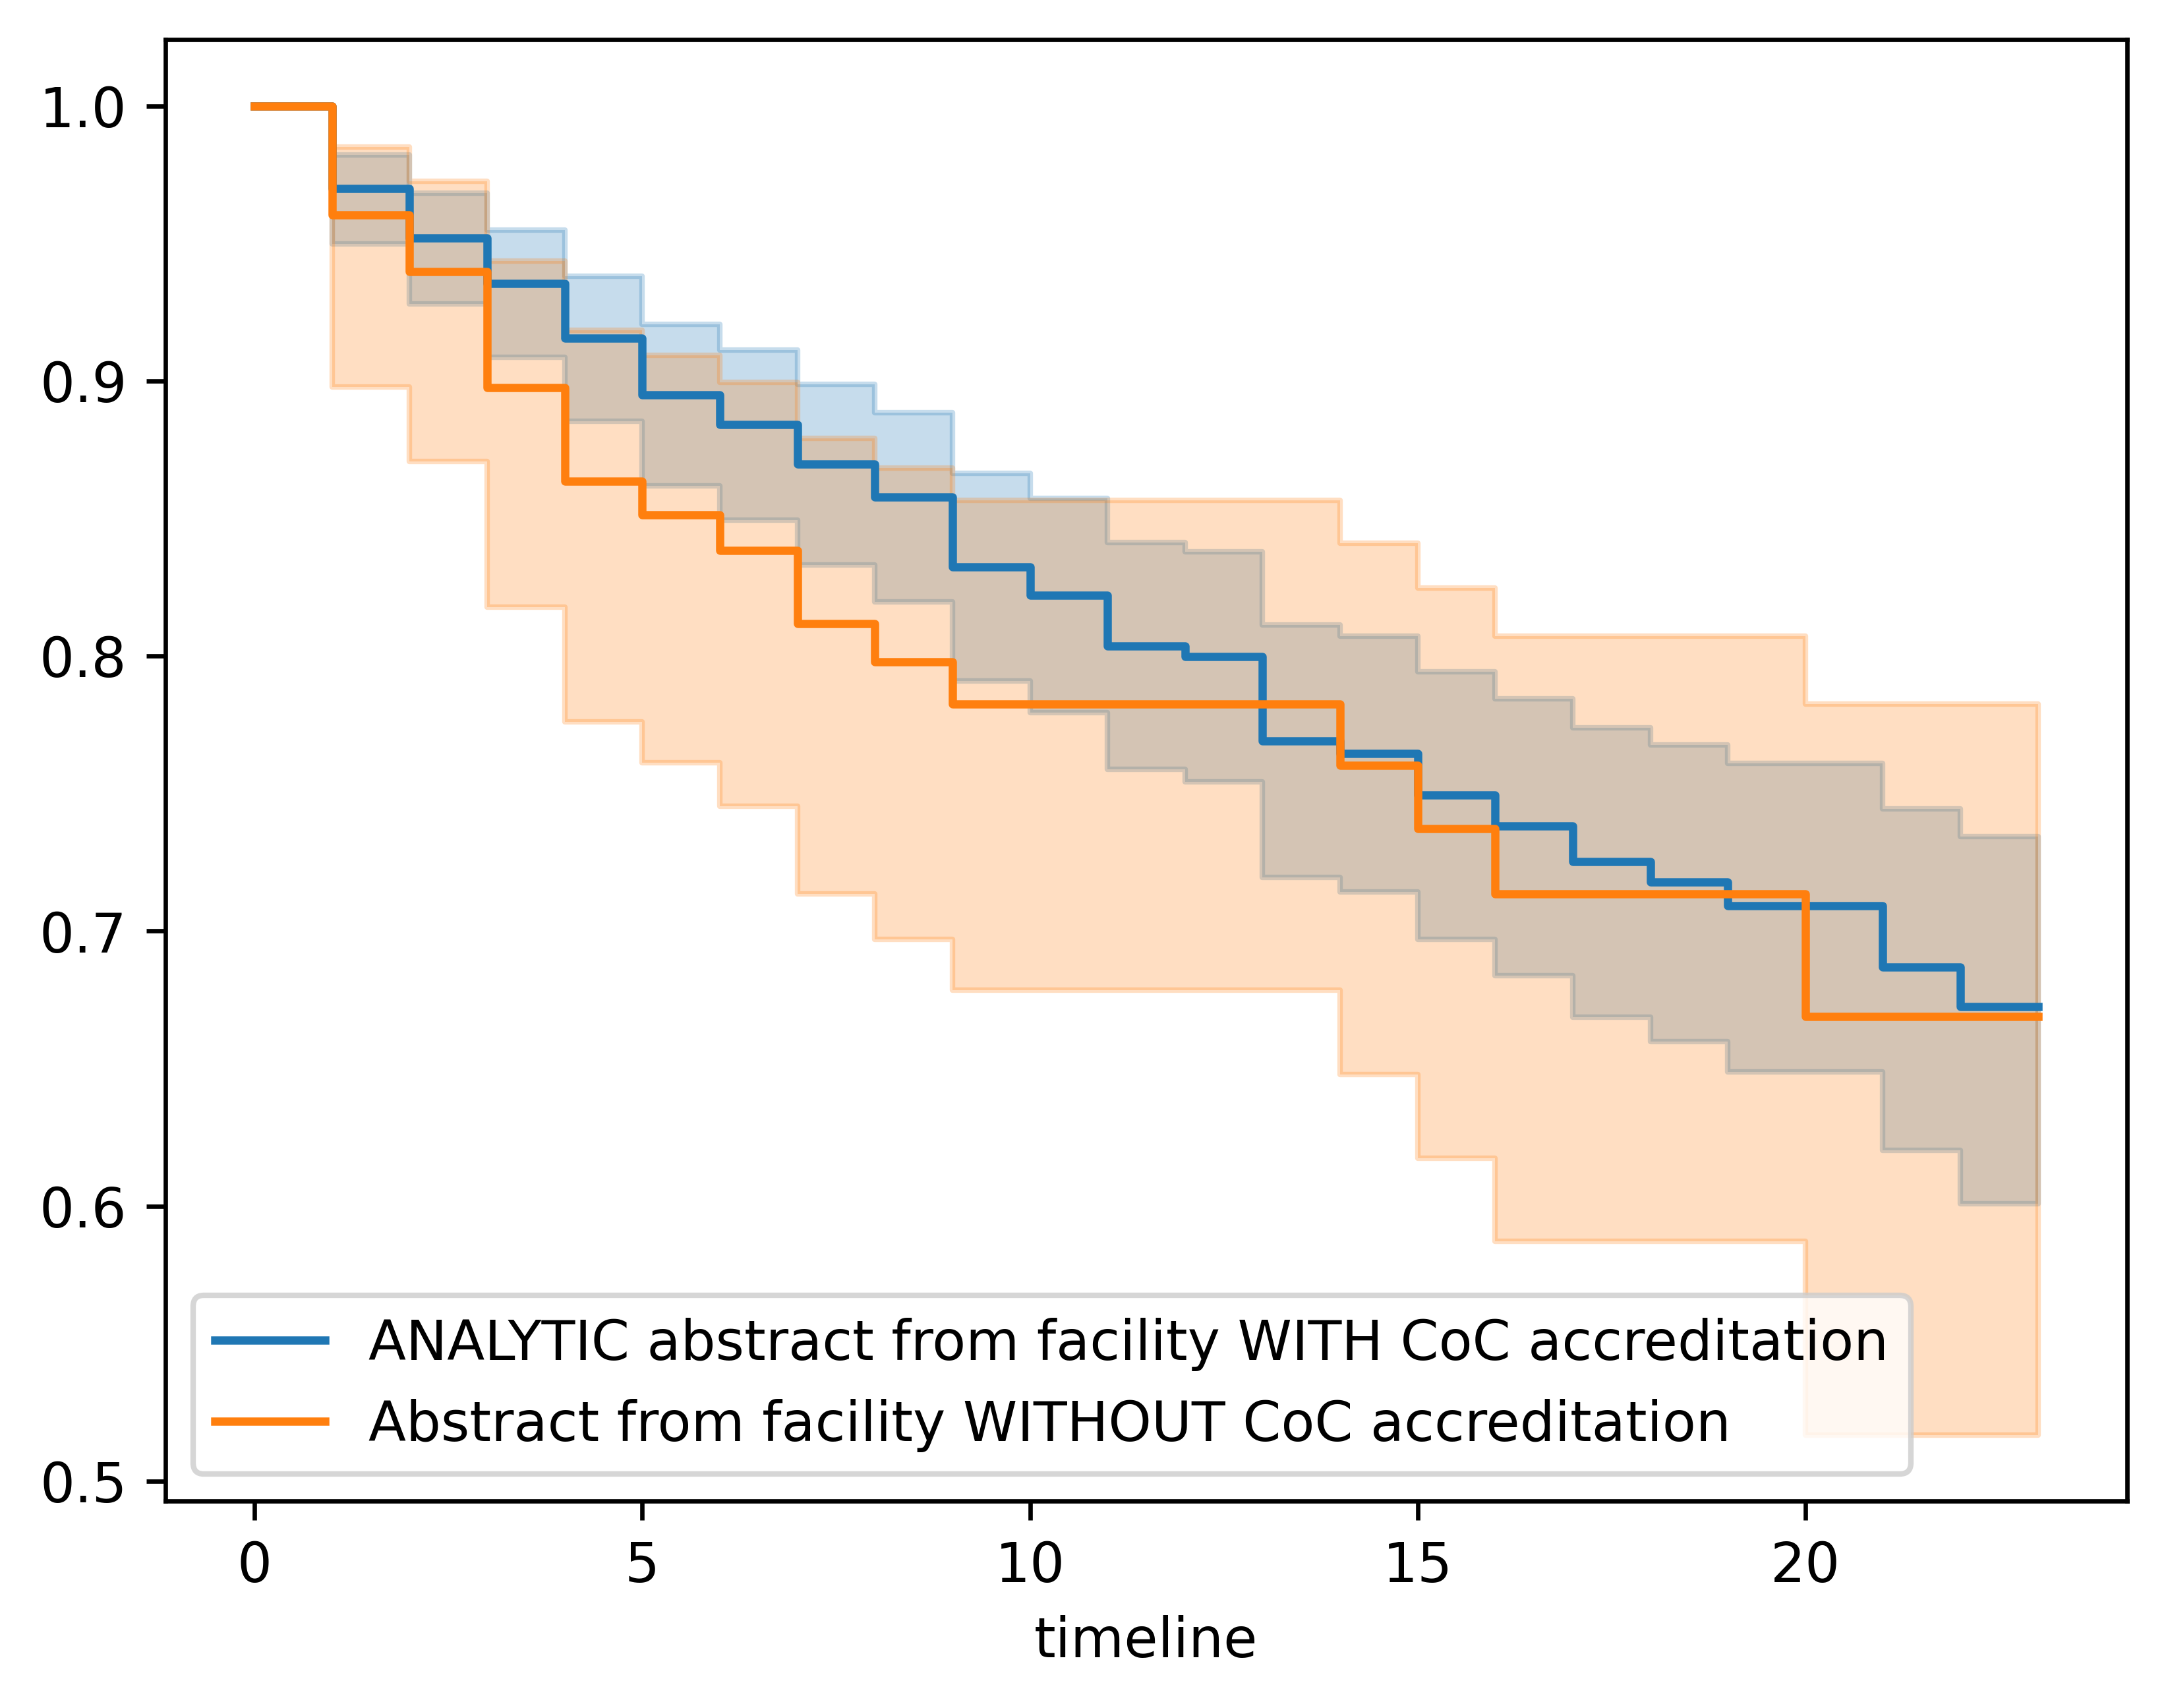 1.0
0.9
0.8
0.7
0.6
0.5
ANALYTIC abstract from facility WITH CoC accreditation
Abstract from facility WITHOUT CoC accreditation
0 5 10 15 20
timeline